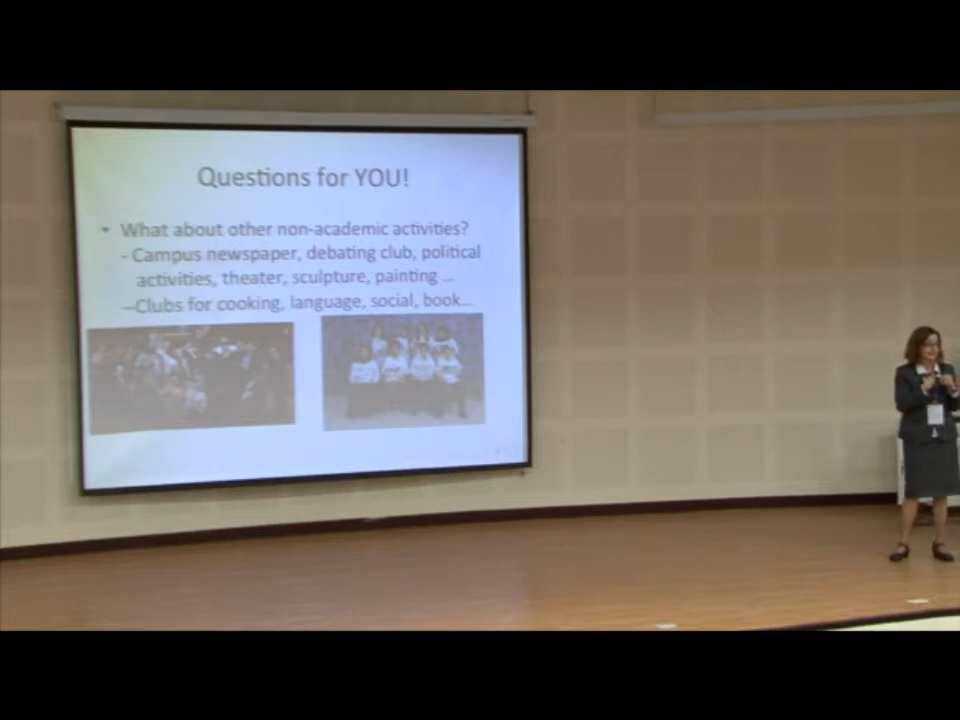 Questions for YOU!
• What about other non-academic activities?
- Campus newspaper, debating club, political
activities, theater, sculpture, painting ...
–Clubs for cooking, language, social, book...